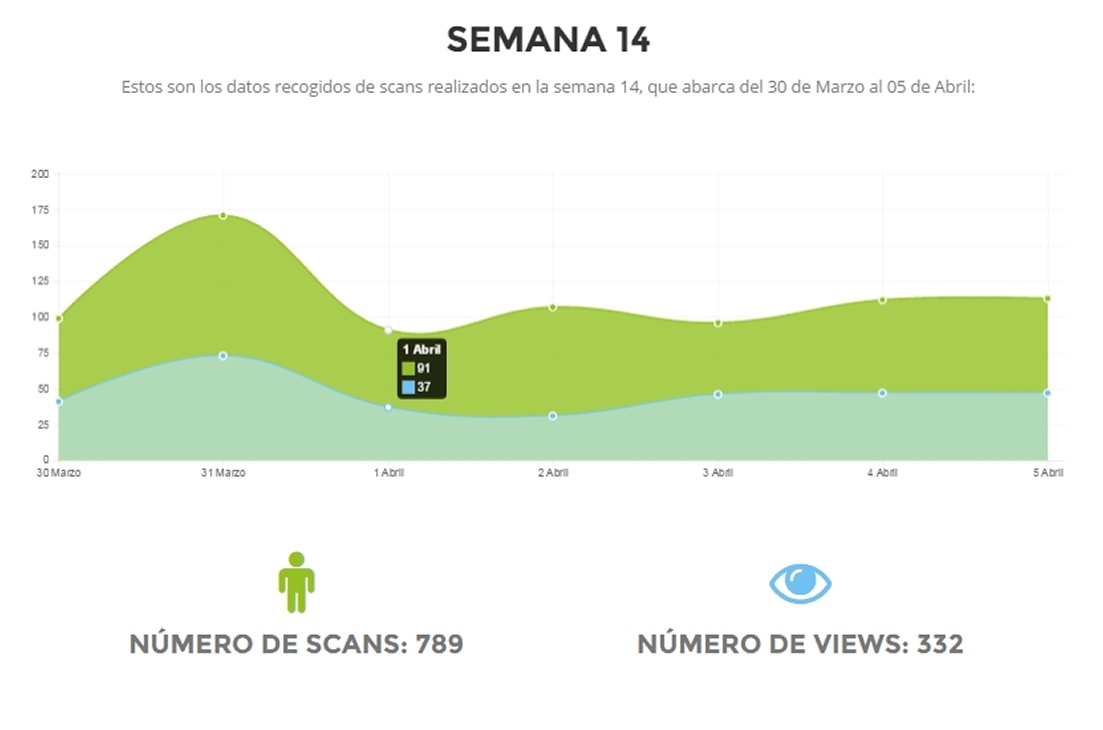 SEMANA 14
Estos son los datos recogidos de scans realizados en la semana 14, que abarca del 30 de Marzo al 05 de Abril:
200
175
150
125
100
75
50
25
0
1 Abril
91
37
30 Marzo 31 Marzo 1 Abril 2 Abril 3 Abril 4 Abril 5 Abril
NÚMERO DE SCANS: 789 NÚMERO DE VIEWS: 332